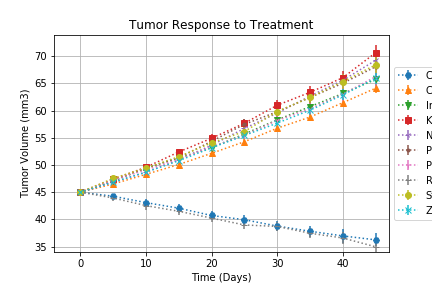 Tumor Response to Treatment
Tumor Volume (mm3)
70
65
60
55
50
45
40
35
0
10
20
30
40
Time (Days)
C
C
In
K
N
P
P
R
S
Z